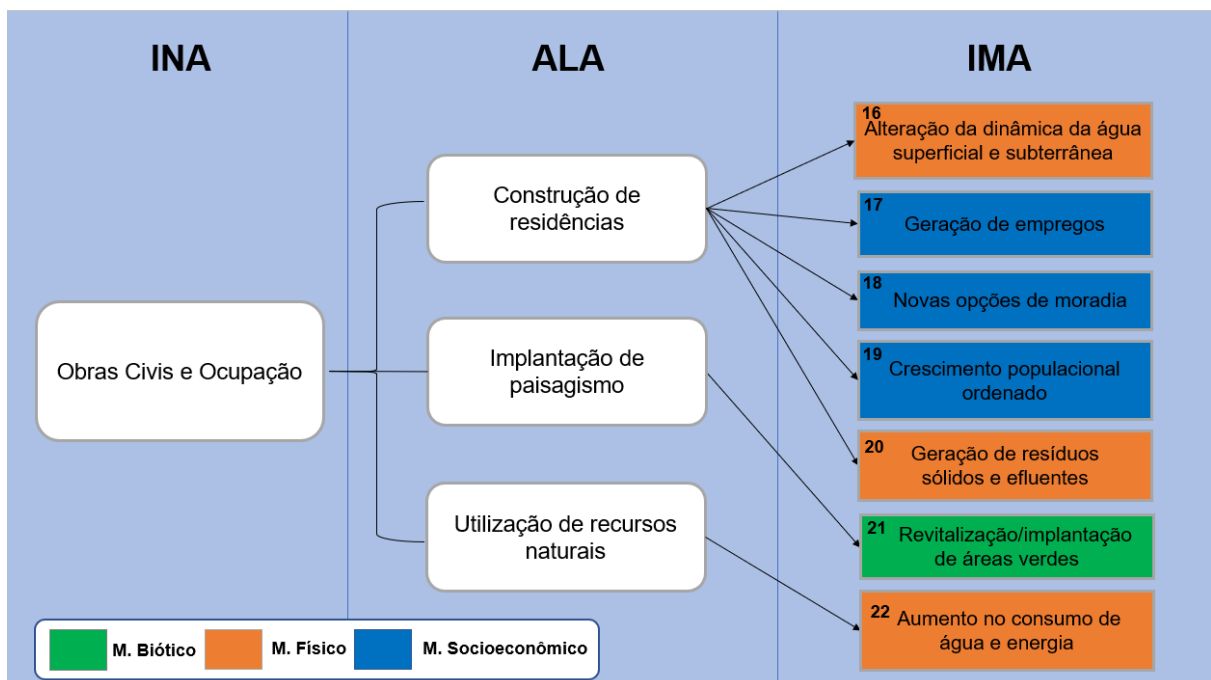 INA
ALA
IMA
Obras Civis e Ocupação
Construção de
residências
Implantação de
paisagismo
Utilização de recursos
naturais
16
Alteração da dinâmica da água
superficial e subterrânea
17
Geração de empregos
18
Novas opções de moradia
19
Crescimento populacional
ordenado
20
Geração de resíduos
sólidos e efluentes
21
Revitalização/implantação
de áreas verdes
22
Aumento no consumo de
água e energia
M. Biótico
M. Físico
M. Socioeconômico